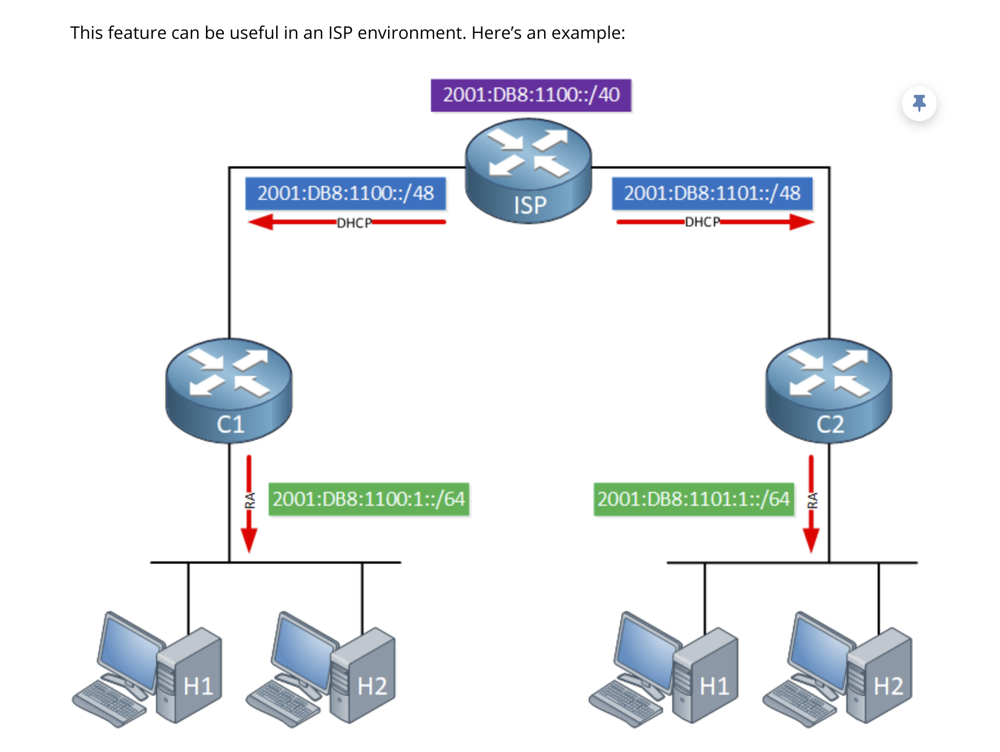 This feature can be useful in an ISP environment. Here’s an example:
2001:DB8:1100::/40
ISP
2001:DB8:1100::/48
2001:DB8:1101::/48
DHCP
DHCP
C1
C2
RA
2001:DB8:1100:1::/64
2001:DB8:1101:1::/64
RA
H1
H2
H1
H2